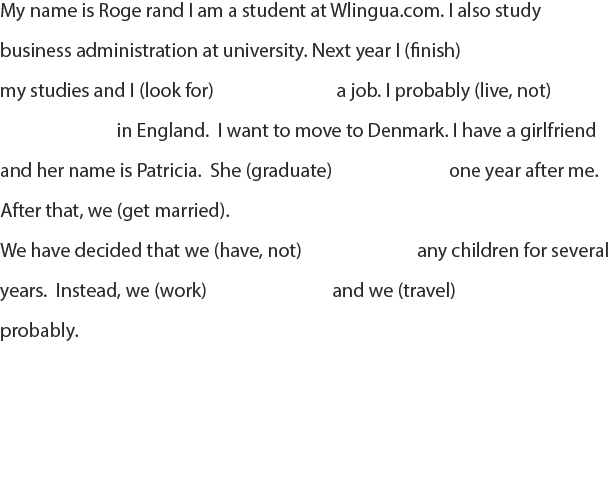 My name is Roge rand I am a student at Wlingua.com. I also study
business administration at university. Next year I (finish)
my studies and I (look for) a job. I probably (live, not)
in England. I want to move to Denmark. I have a girlfriend
and her name is Patricia. She (graduate) one year after me.
After that, we (get married).
We have decided that we (have, not) any children for several
years. Instead, we (work) and we (travel)
probably.